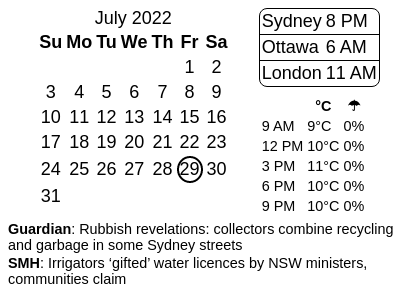 July 2022
Su Mo Tu We Th Fr Sa
1 2
3 4 5 6 7 8 9
10 11 12 13 14 15 16
17 18 19 20 21 22 23
24 25 26 27 28 29 30
31
Sydney 8 PM
Ottawa 6 AM
London 11 AM
°C ☂
9 AM 9°C 0%
12 PM 10°C 0%
3 PM 11°C 0%
6 PM 10°C 0%
9 PM 10°C 0%
Guardian: Rubbish revelations: collectors combine recycling
and garbage in some Sydney streets
SMH: Irrigators ‘gifted’ water licences by NSW ministers,
communities claim